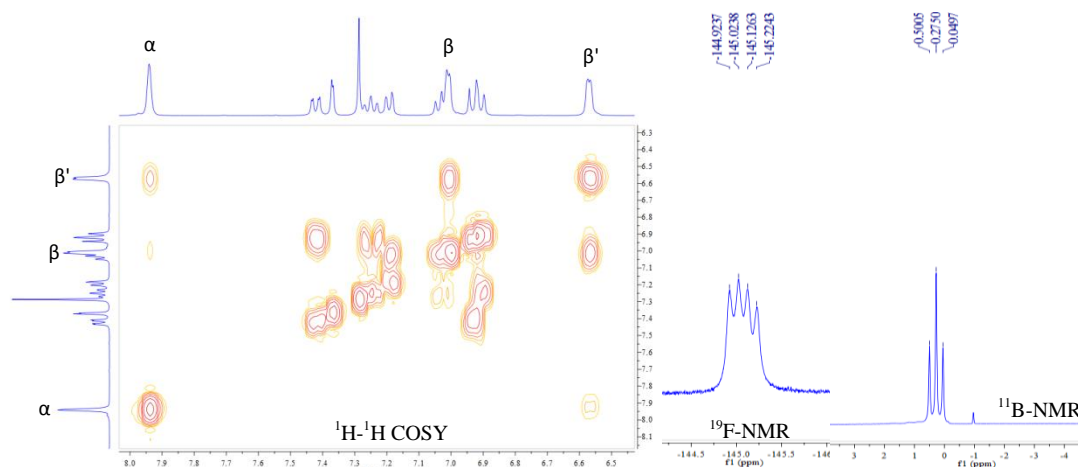 α
β
β'
β'
β
α
6.3
6.4
6.5
6.6
6.7
6.8
6.9
7.0
7.1
7.2
7.3
7.4
7.5
7.6
7.7
7.8
7.9
8.0
8.1
f1 (ppm)
8.0 7.9 7.8 7.7 7.6 7.5 7.4 7.3 7.2 7.1 7.0 6.9 6.8 6.7 6.6 6.5
¹H-¹H COSY
-144.9237
-145.0238
-145.1263
-145.2243
¹⁹F-NMR
-144.5 -145.0 -145.5 -146
f1 (ppm)
-0.5005
-0.2750
-0.0497
¹¹B-NMR
4 3 2 1 0 -1 -2 -3 -4
f1 (ppm)